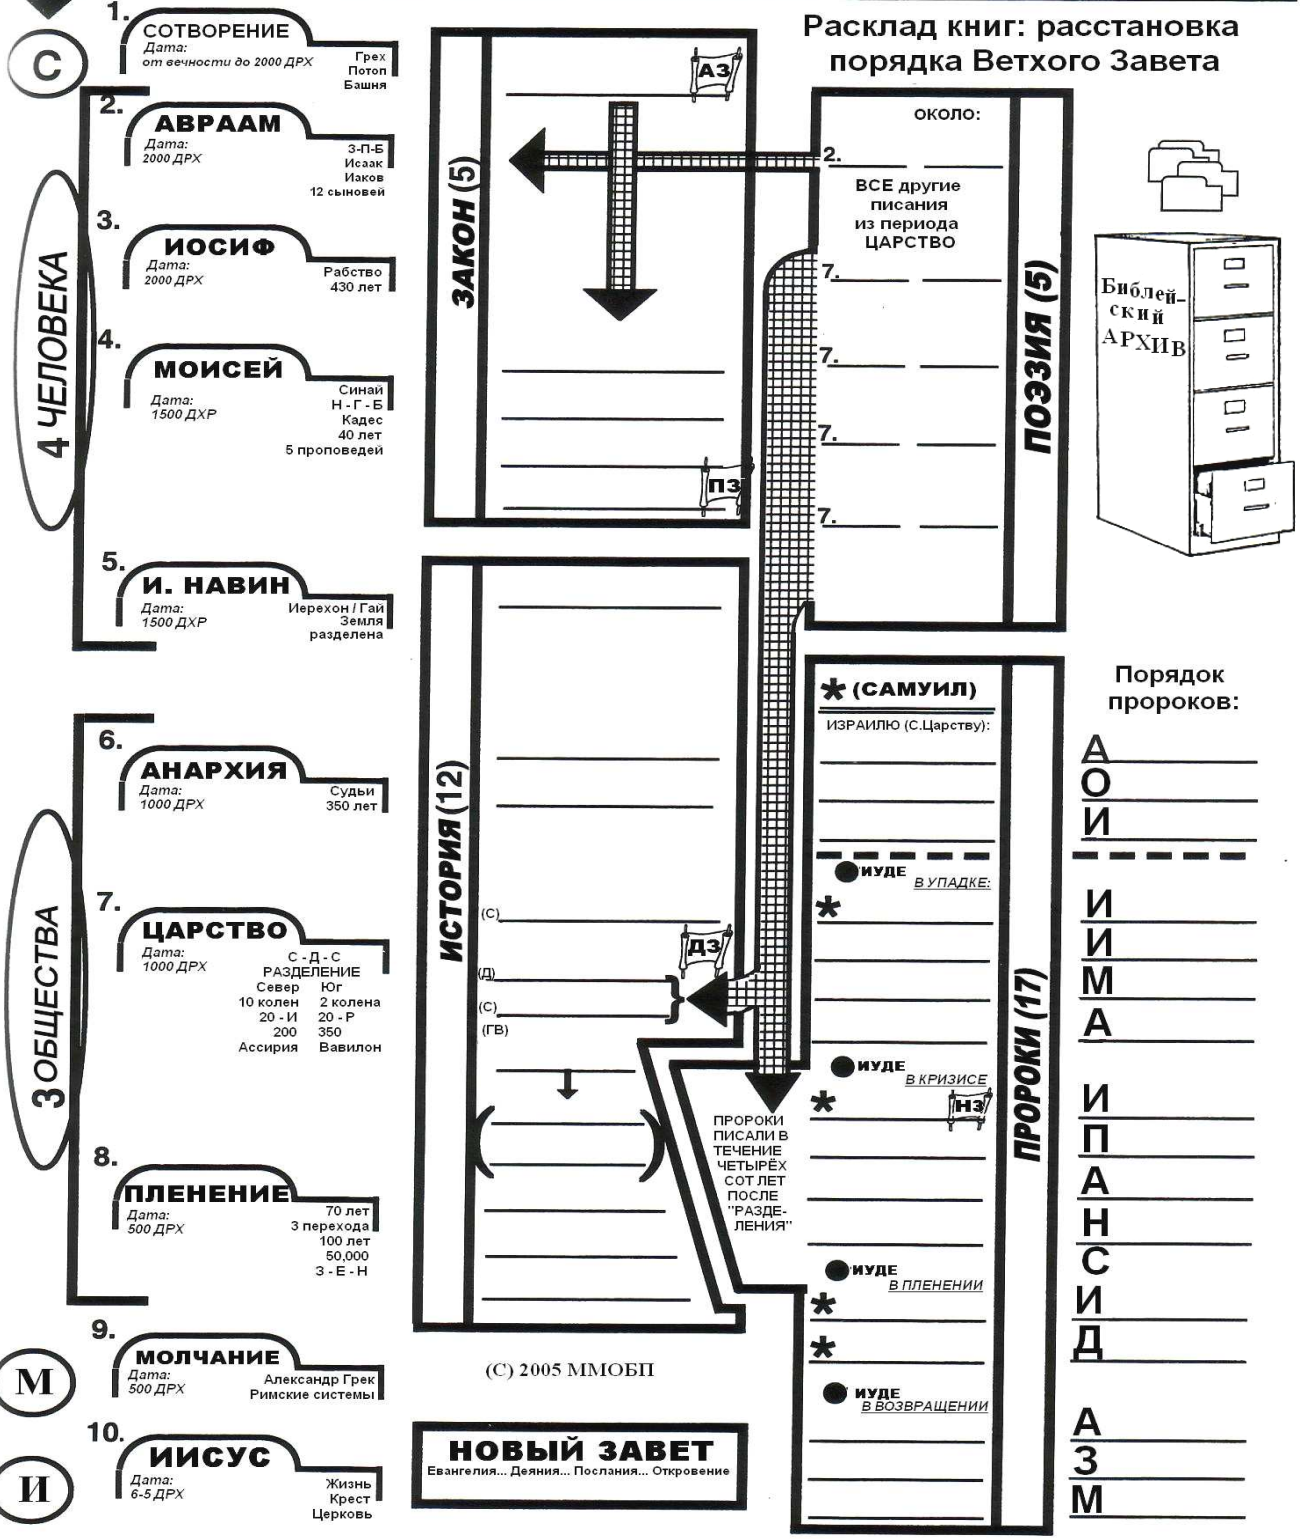 Расклад книг: расстановка
порядка Ветхого Завета
С
1.
СОТВОРЕНИЕ
Дата:
от вечности до 2000 ДРХ
Грех
Потоп
Башня
4 ЧЕЛОВЕКА
2.
АВРААМ
Дата:
2000 ДРХ
З-П-Б
Исаак
Иаков
12 сыновей
3.
ИОСИФ
Дата:
2000 ДРХ
Рабство
430 лет
4.
МОИСЕЙ
Дата:
1500 ДХР
Синай
Н - Г - Б
Кадес
40 лет
5 проповедей
5.
И. НАВИН
Дата:
1500 ДХР
Иерехон / Гай
Земля
разделена
3 ОБЩЕСТВА
6.
АНАРХИЯ
Дата:
1000 ДРХ
Судьи
350 лет
7.
ЦАРСТВО
Дата:
1000 ДРХ
С - Д - С
РАЗДЕЛЕНИЕ
Север Юг
10 колен 2 колена
20 - И 20 - Р
200 350
Ассирия Вавилон
8.
ПЛЕНЕНИЕ
Дата:
500 ДРХ
70 лет
3 перехода
100 лет
50,000
З - Е - Н
М
9.
МОЛЧАНИЕ
Дата:
500 ДРХ
Александр Грек
Римские системы
И
10.
ИИСУС
Дата:
6-5 ДРХ
Жизнь
Крест
Церковь
ЗАКОН (5)
АЗ
ПЗ
ИСТОРИЯ (12)
(С)
ДЗ
(Д)
(С)
(ГВ)
(С) 2005 ММОБП
НОВЫЙ ЗАВЕТ
Евангелия... Деяния... Послания... Откровение
ПОЭЗИЯ (5)
ОКОЛО:
2.
ВСЕ другие
писания
из периода
ЦАРСТВО
7.
7.
7.
7.
Библей-
ский
АРХИВ
ПРОРОКИ (17)
* (САМУИЛ)
ИЗРАИЛЮ (С.Царству):
ИУДЕ
В УПАДКЕ:
*
ИУДЕ
В КРИЗИСЕ
*
НЗ
ПРОРОКИ
ПИСАЛИ В
ТЕЧЕНИЕ
ЧЕТЫРЁХ
СОТ ЛЕТ
ПОСЛЕ
"РАЗДЕ-
ЛЕНИЯ"
ИУДЕ
В ПЛЕНЕНИИ
*
*
ИУДЕ
В ВОЗВРАЩЕНИИ
Порядок
пророков:
А
О
И
И
И
М
А
И
П
А
Н
С
И
Д
А
З
М